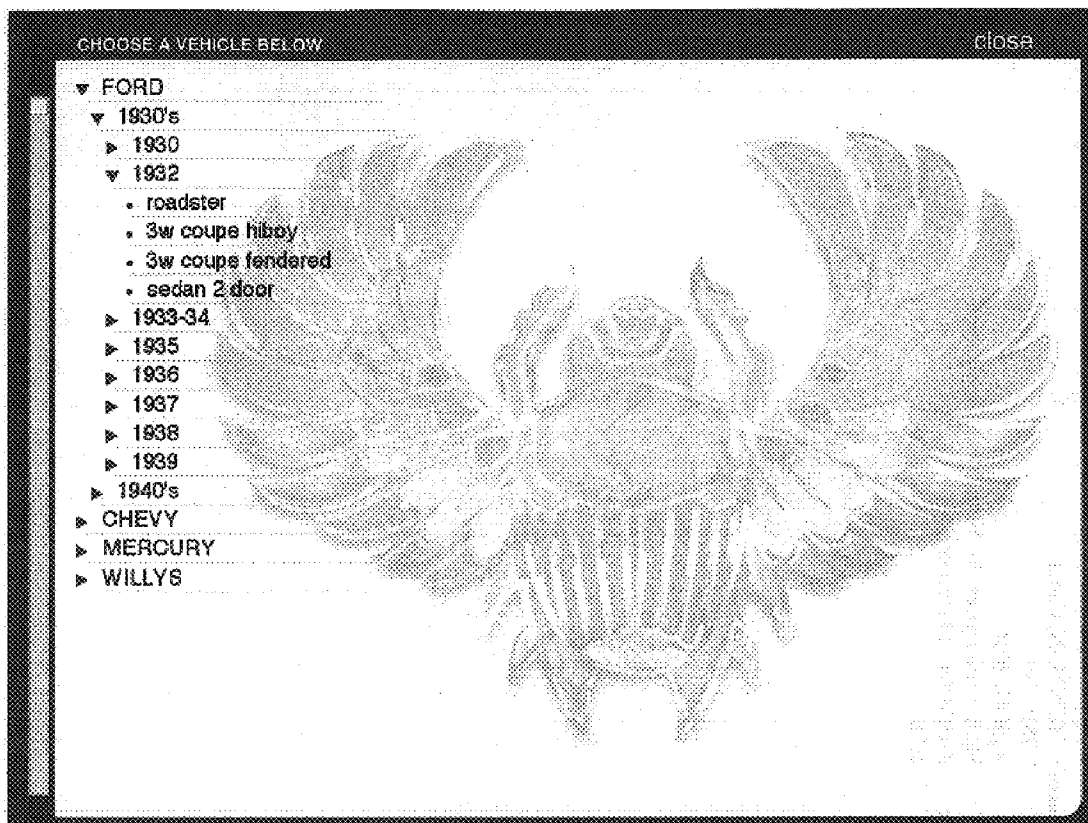 CHOOSE A VEHICLE BELOW
close
FORD
1930's
1930
1932
roadster
3w coupe hiboy
3w coupe fendered
sedan 2 door
1933-34
1935
1936
1937
1938
1939
1940's
CHEVY
MERCURY
WILLYS